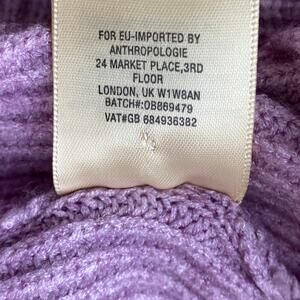 FOR EU-IMPORTED BY
ANTHROPOLOGIE
24 MARKET PLACE,3RD
FLOOR
LONDON, UK W1W8AN
BATCH#:OB869479
VAT#GB 684936382